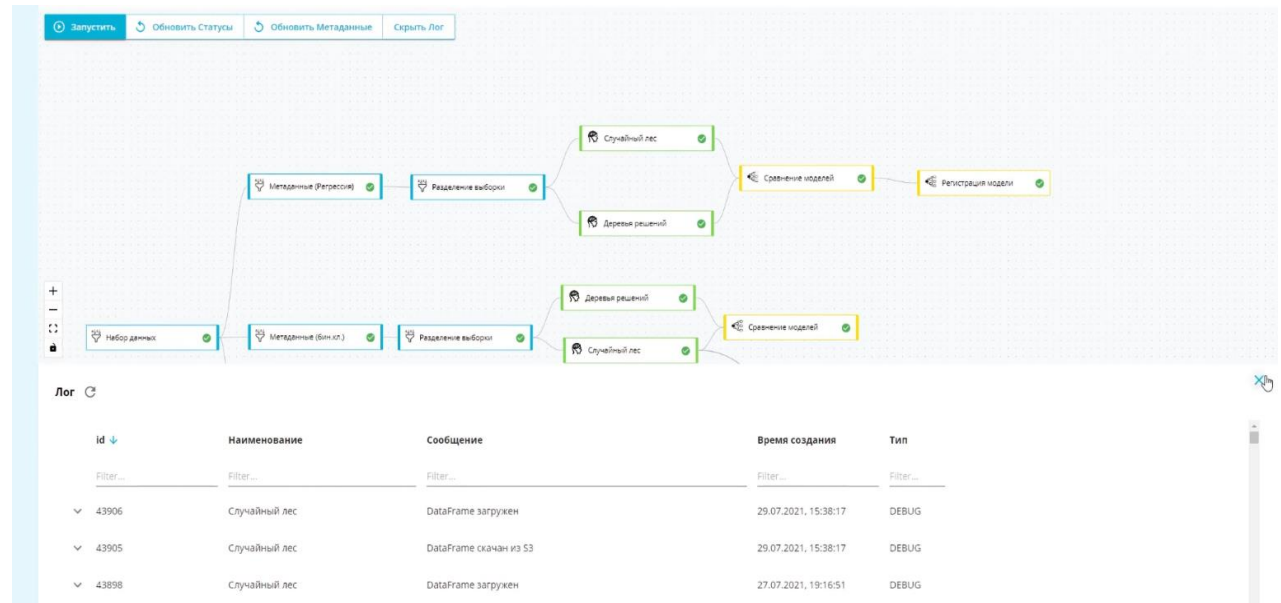 Запустить Обновить Статусы Обновить Метаданные Скрыть Лог
Случайный лес
Метаданные (Регрессия) Разделение выборки Сравнение моделей Регистрация модели
Деревья решений
Деревья решений
Набор данных Метаданные (Бин.кл.) Разделение выборки Сравнение моделей
Случайный лес
Лог
id Наименование Сообщение Время создания Тип
Filter... Filter... Filter... Filter... Filter...
43906 Случайный лес DataFrame загружен 29.07.2021, 15:38:17 DEBUG
43905 Случайный лес DataFrame скачан из S3 29.07.2021, 15:38:17 DEBUG
43898 Случайный лес DataFrame загружен 27.07.2021, 19:16:51 DEBUG